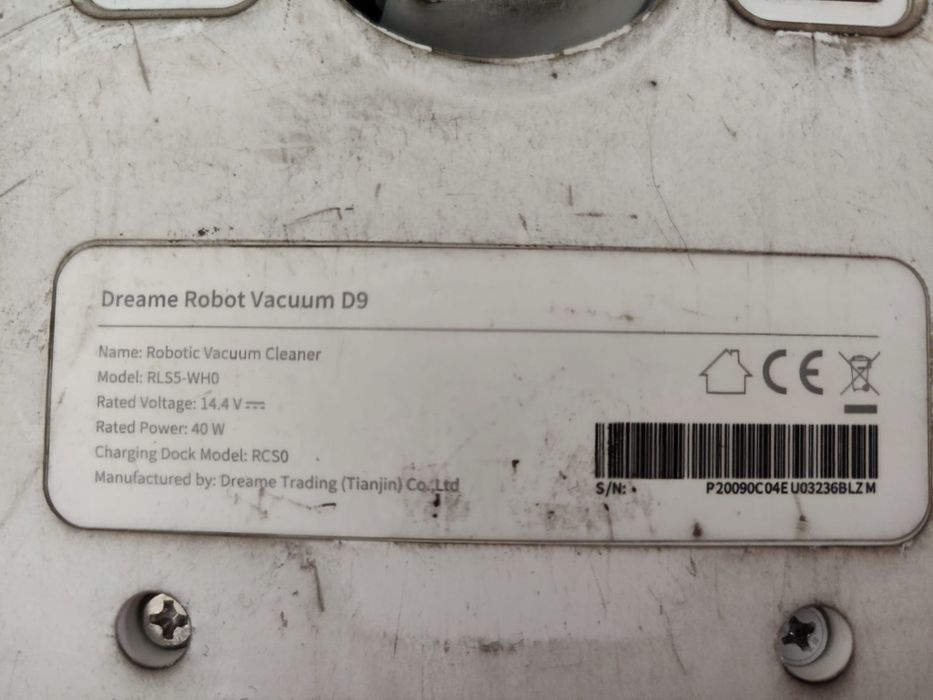 Dreame Robot Vacuum D9
Name: Robotic Vacuum Cleaner
Model: RLS5-WH0
Rated Voltage: 14.4 V ⎓
Rated Power: 40 W
Charging Dock Model: RCS0
Manufactured by: Dreame Trading (Tianjin) Co.,Ltd
CE
S/N: P20090C04EU03236BLZM